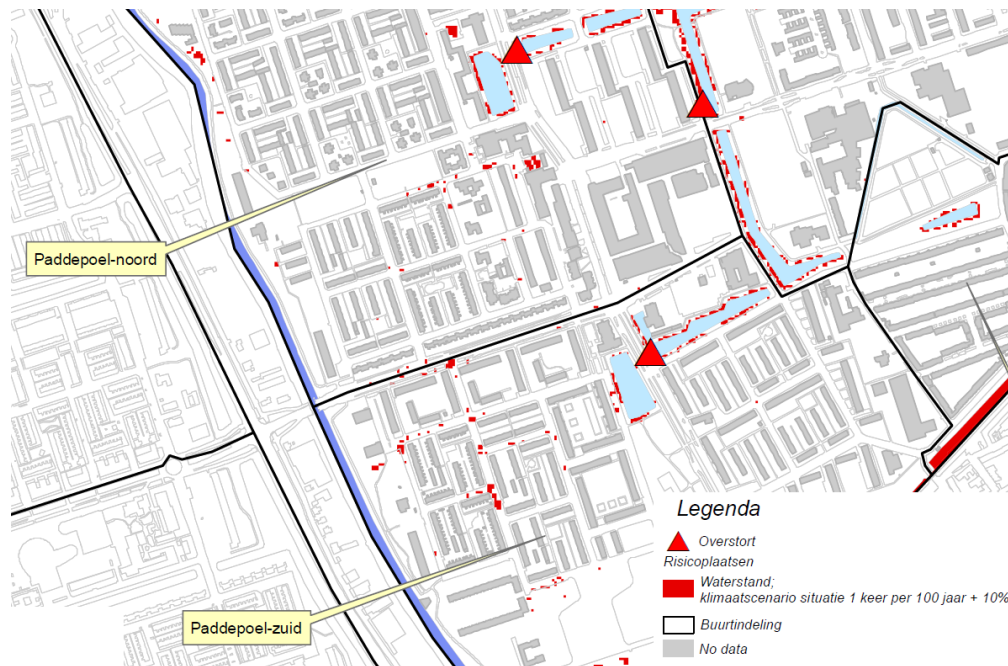 Paddepoel-noord
Paddepoel-zuid
Legenda
Overstort
Risicoplaatsen
Waterstand;
klimaatscenario situatie 1 keer per 100 jaar + 10%
Buurtindeling
No data